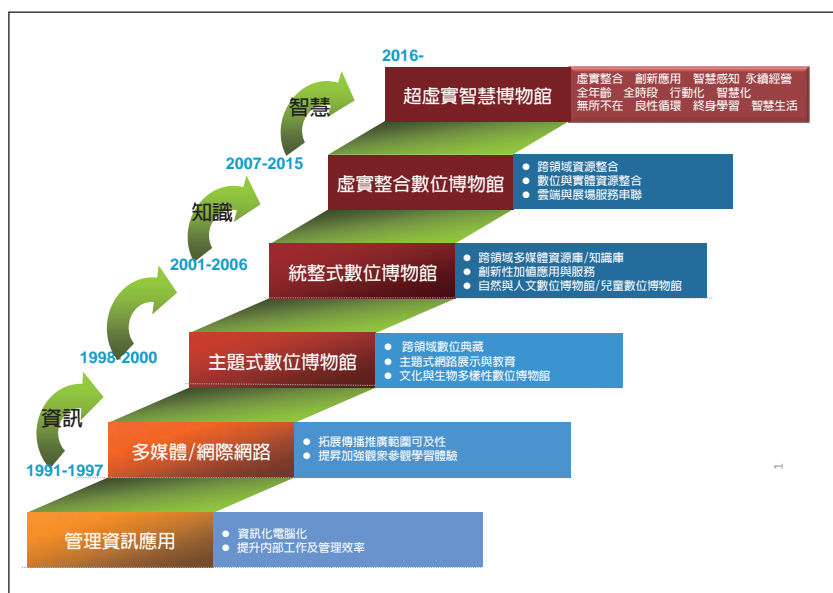 2016-
超虛實智慧博物館
虛實整合 創新應用 智慧感知 永續經營
全年齡 全時段 行動化 智慧化
無所不在 良性循環 終身學習 智慧生活
智慧
2007-2015
虛實整合數位博物館
跨領域資源整合
數位與實體資源整合
雲端與展場服務串聯
知識
2001-2006
統整式數位博物館
跨領域多媒體資源庫/知識庫
創新性加值應用與服務
自然與人文數位博物館/兒童數位博物館
1998-2000
主題式數位博物館
跨領域數位典藏
主題式網路展示與教育
文化與生物多樣性數位博物館
資訊
1991-1997
多媒體/網際網路
拓展傳播推廣範圍可及性
提昇加強觀眾參觀學習體驗
管理資訊應用
資訊化電腦化
提升內部工作及管理效率
1